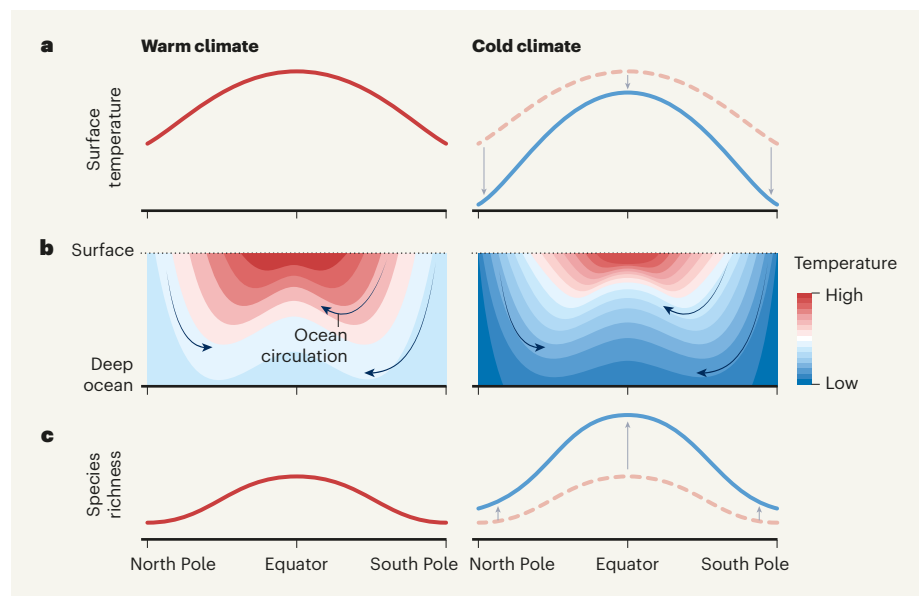 a
Warm climate
Cold climate
Surface
temperature
b
Surface
Deep
ocean
Ocean
circulation
Temperature
High
Low
c
Species
richness
North Pole
Equator
South Pole
North Pole
Equator
South Pole